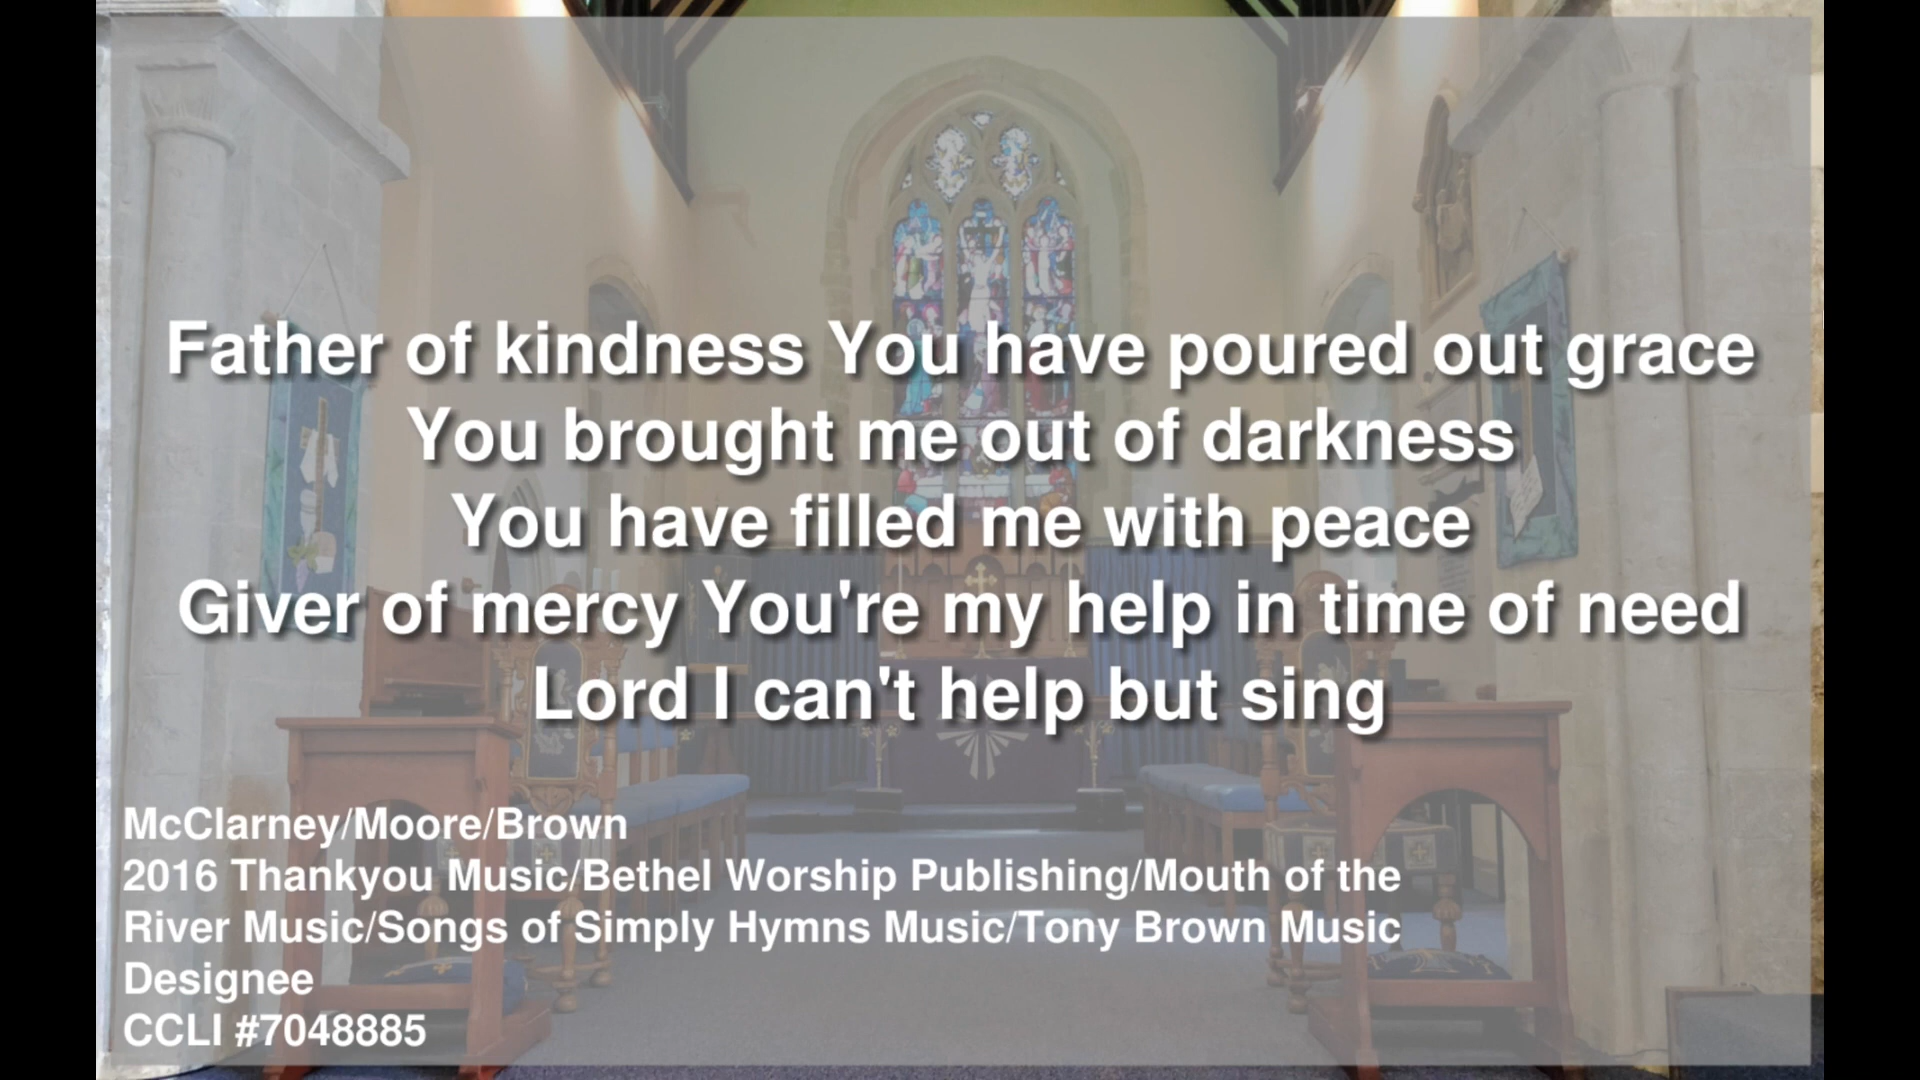 Father of kindness You have poured out grace
You brought me out of darkness
You have filled me with peace
Giver of mercy You're my help in time of need
Lord I can't help but sing
McClarney/Moore/Brown
2016 Thankyou Music/Bethel Worship Publishing/Mouth of the
River Music/Songs of Simply Hymns Music/Tony Brown Music
Designee
CCLI #7048885